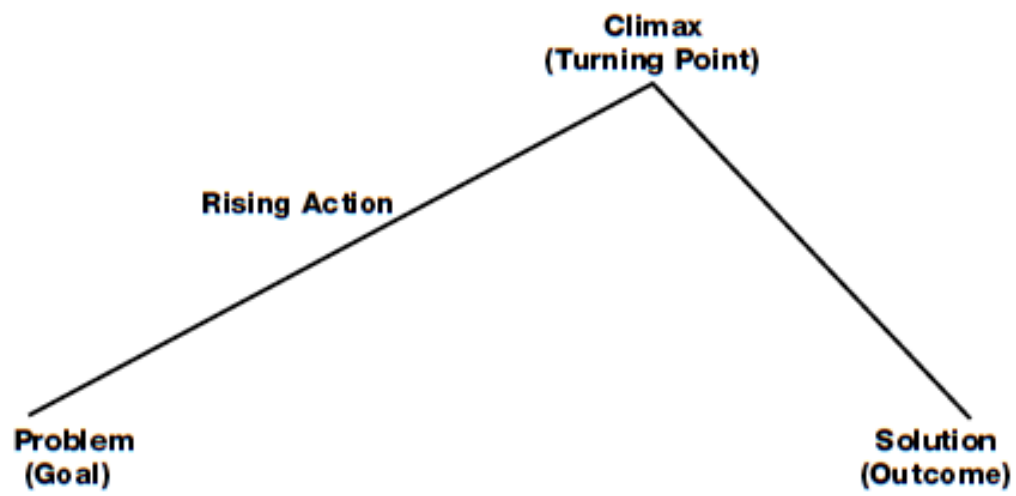 Climax
(Turning Point)
Rising Action
Problem
(Goal)
Solution
(Outcome)